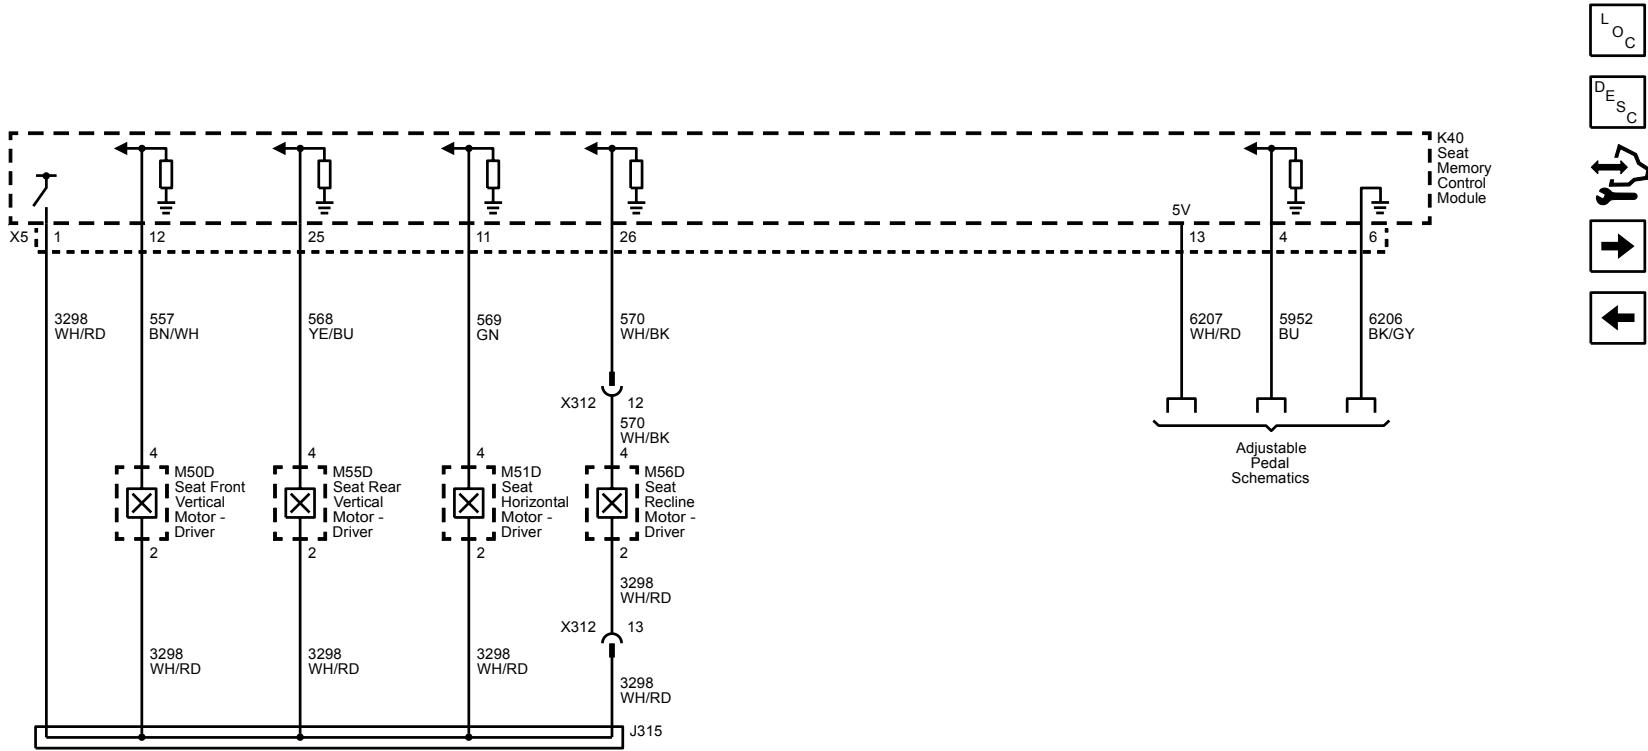 LOC
DESC
K40
Seat
Memory
Control
Module
5V
X5 1 12 25 11 26 13 4 6
3298
WH/RD
557
BN/WH
568
YE/BU
569
GN
570
WH/BK
6207
WH/RD
5952
BU
6206
BK/GY
X312 12
570
WH/BK
Adjustable
Pedal
Schematics
4
M50D
Seat Front
Vertical
Motor -
Driver
2
4
M55D
Seat Rear
Vertical
Motor -
Driver
2
4
M51D
Seat
Horizontal
Motor -
Driver
2
4
M56D
Seat
Recline
Motor -
Driver
2
3298
WH/RD
X312 13
3298
WH/RD
3298
WH/RD
3298
WH/RD
3298
WH/RD
J315